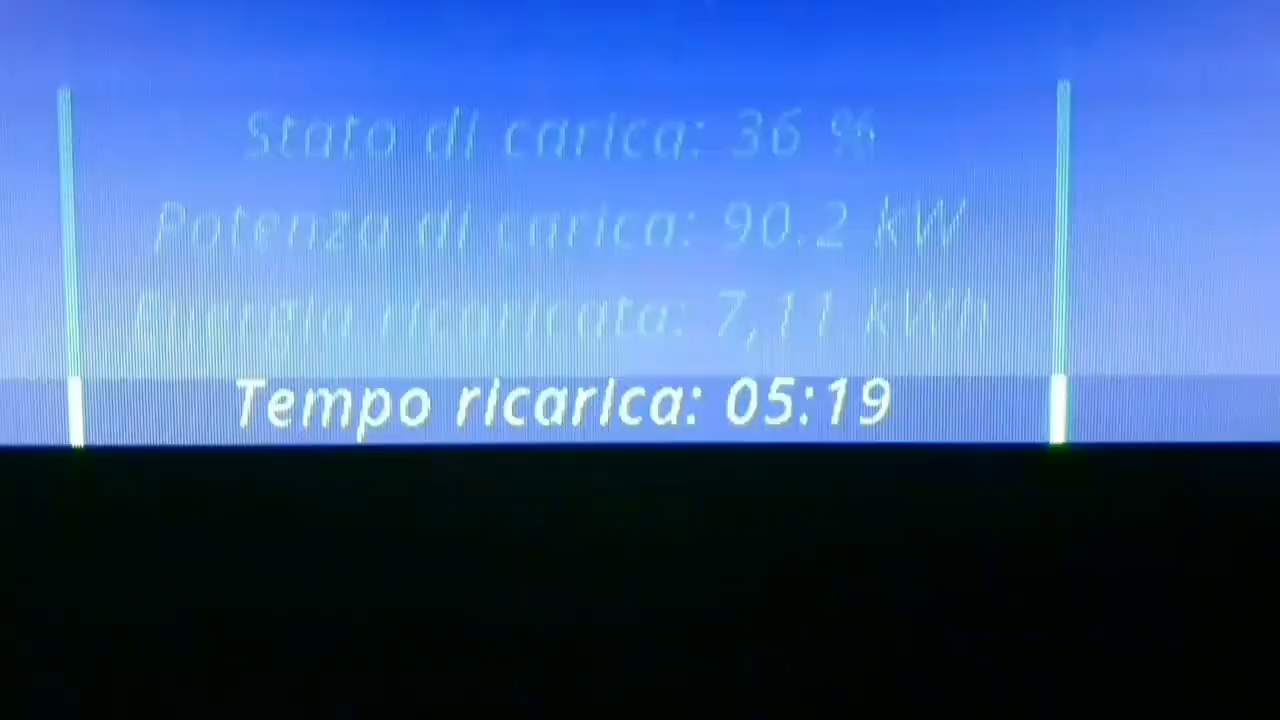 Stato di carica: 36 %
Potenza di carica: 90.2 kW
Energia ricaricata: 7,11 kWh
Tempo ricarica: 05:19